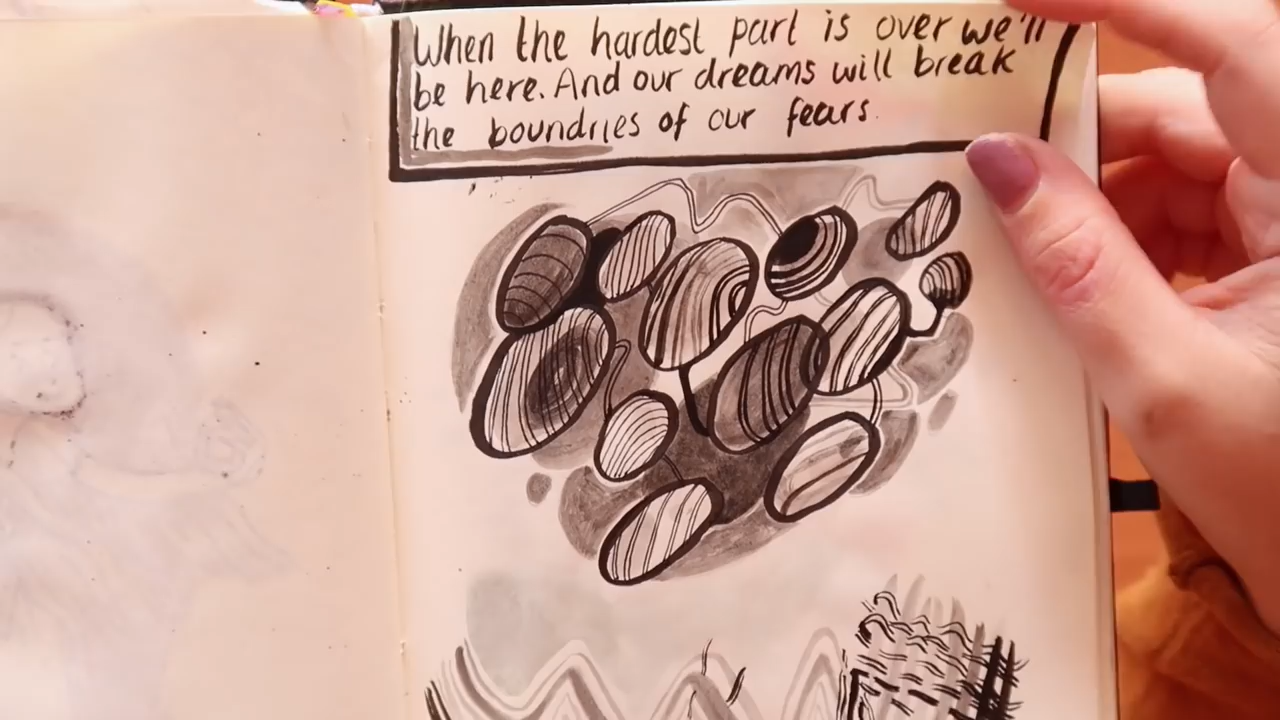 When the hardest part is over we'll
be here. And our dreams will break
the boundries of our fears.